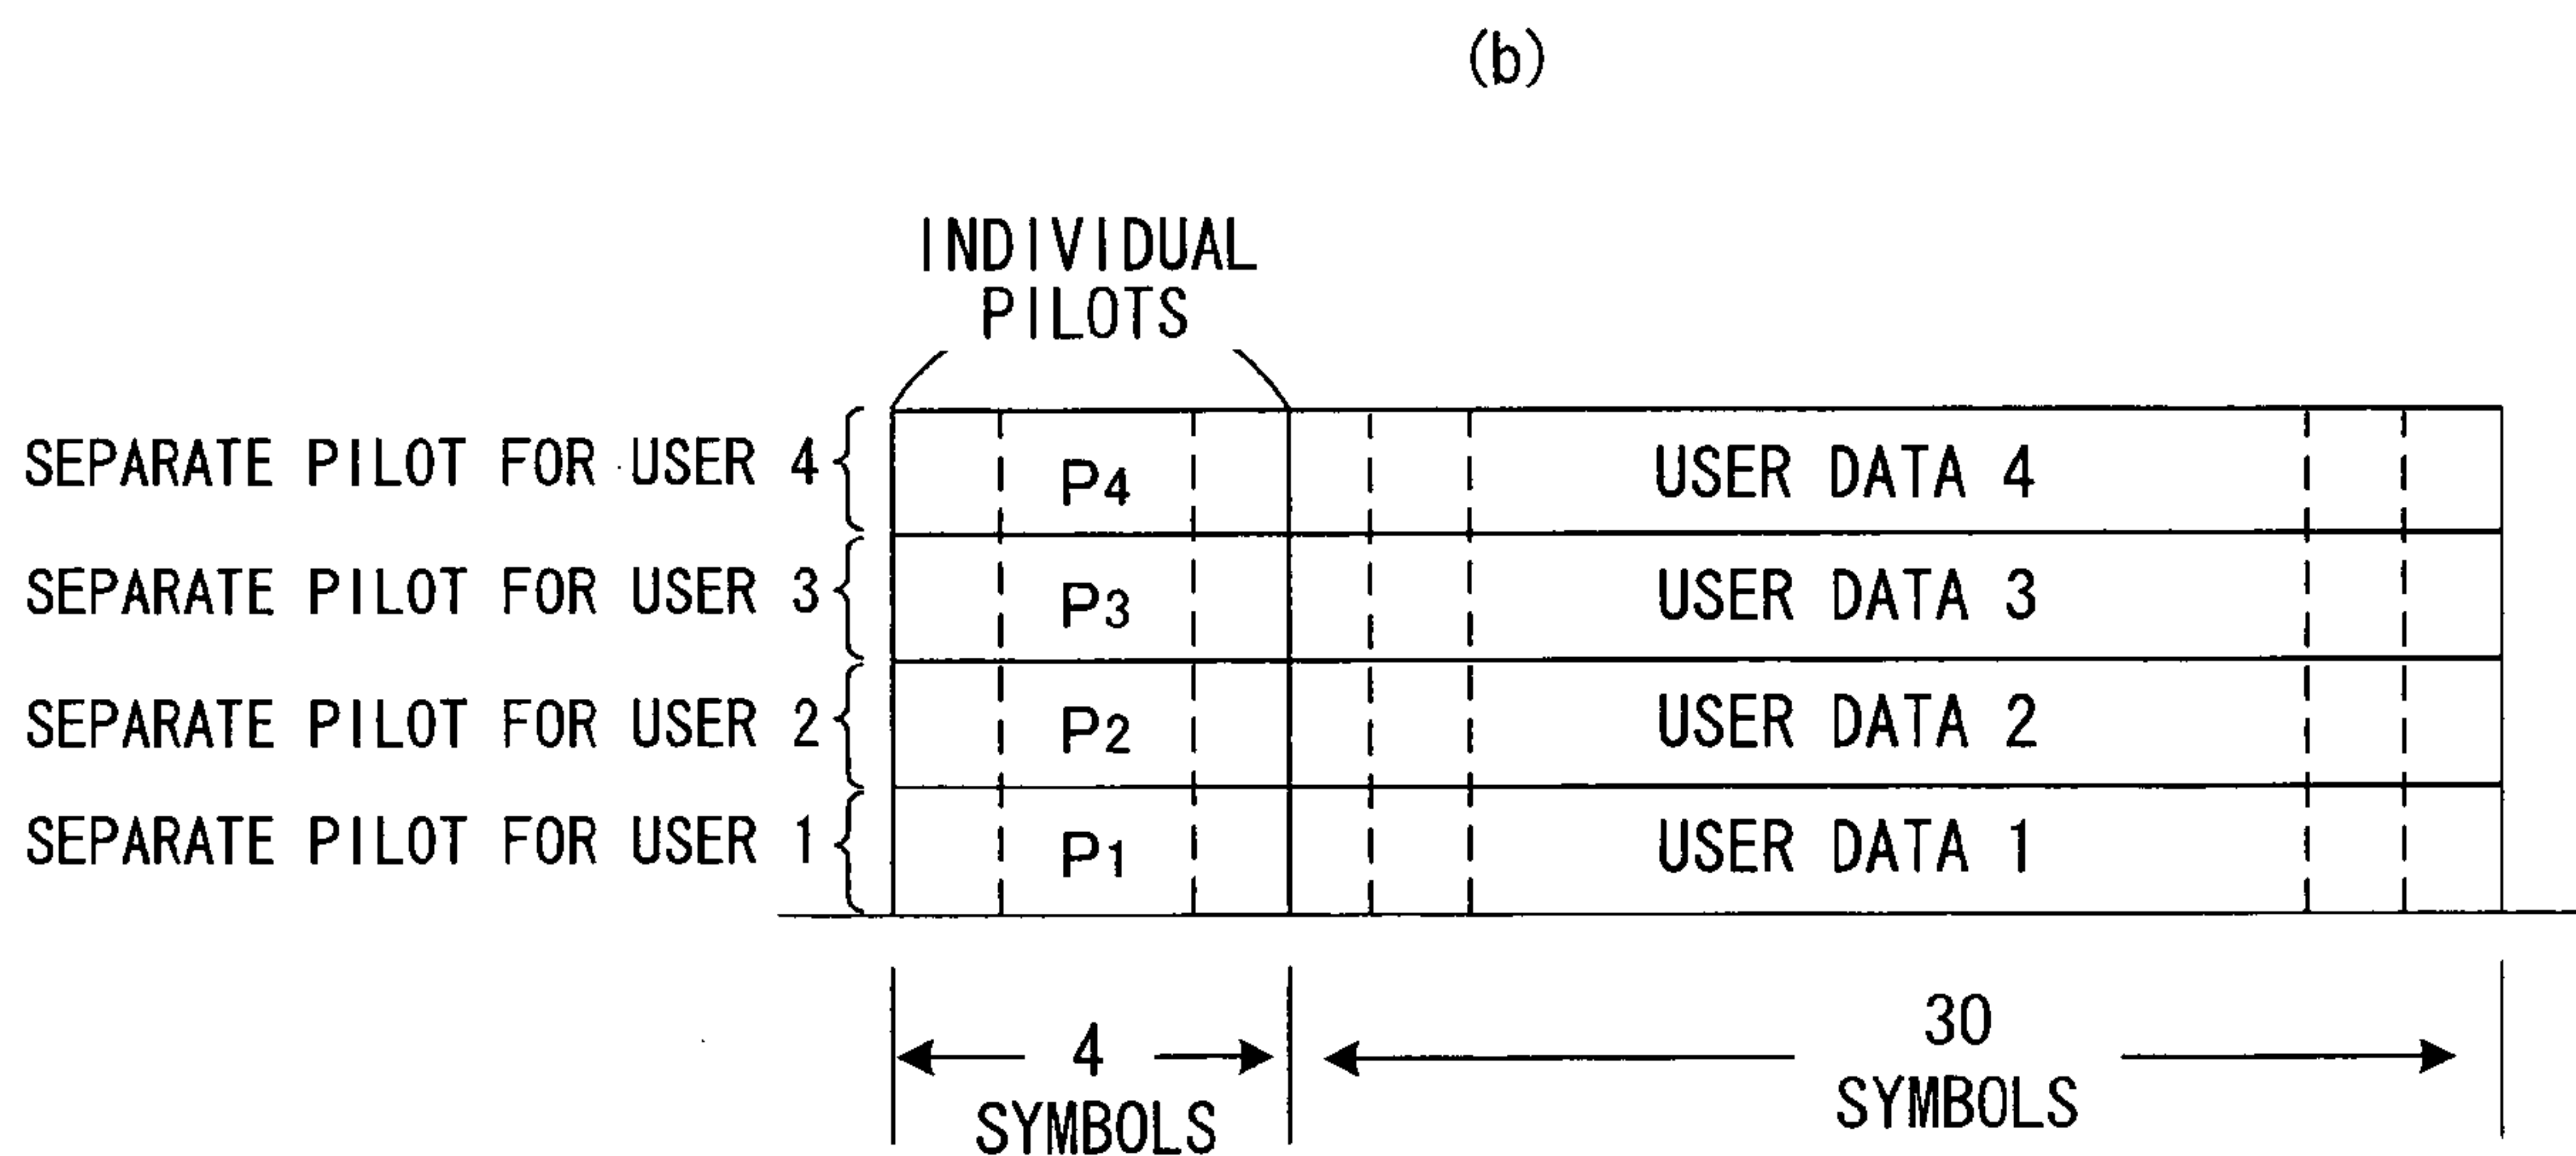 (b)
INDIVIDUAL
PILOTS
SEPARATE PILOT FOR USER 4
P4
USER DATA 4
SEPARATE PILOT FOR USER 3
P3
USER DATA 3
SEPARATE PILOT FOR USER 2
P2
USER DATA 2
SEPARATE PILOT FOR USER 1
P1
USER DATA 1
4
SYMBOLS
30
SYMBOLS